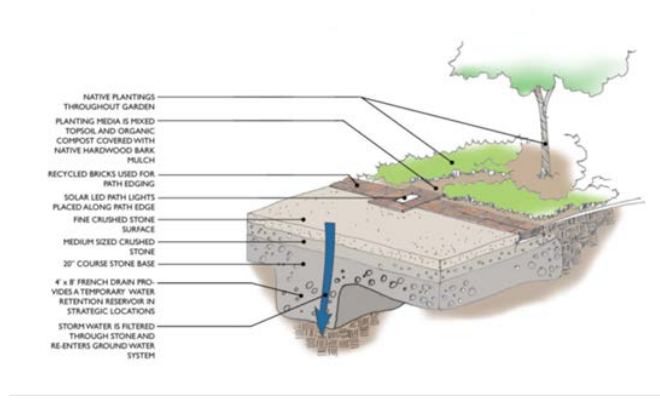 NATIVE PLANTINGS
THROUGHOUT GARDEN
PLANTING MEDIA IS MIXED
TOPSOIL AND ORGANIC
COMPOST COVERED WITH
NATIVE HARDWOOD BARK
MULCH
RECYCLED BRICKS USED FOR
PATH EDGING
SOLAR LED PATH LIGHTS
PLACED ALONG PATH EDGE
FINE CRUSHED STONE
SURFACE
MEDIUM SIZED CRUSHED
STONE
20" COURSE STONE BASE
4' x 8' FRENCH DRAIN PRO-
VIDES A TEMPORARY WATER
RETENTION RESERVOIR IN
STRATEGIC LOCATIONS
STORM WATER IS FILTERED
THROUGH STONE AND
RE-ENTERS GROUND WATER
SYSTEM